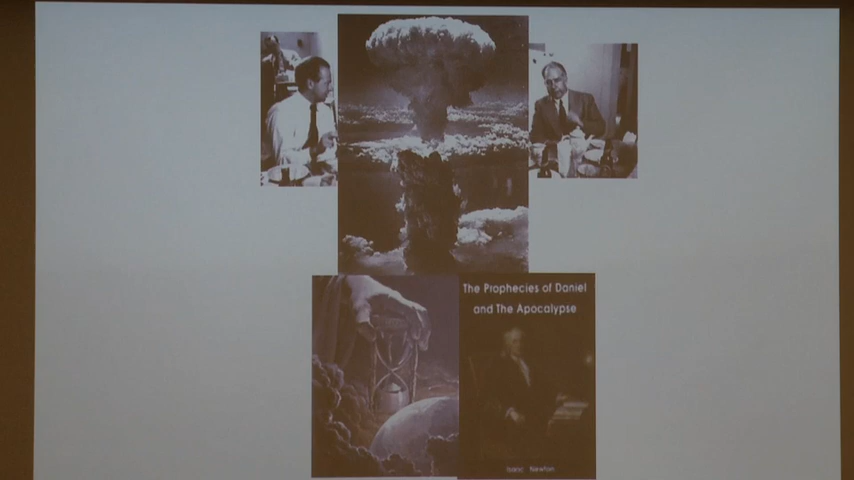 The Prophecies of Daniel
and The Apocalypse
Isaac Newton